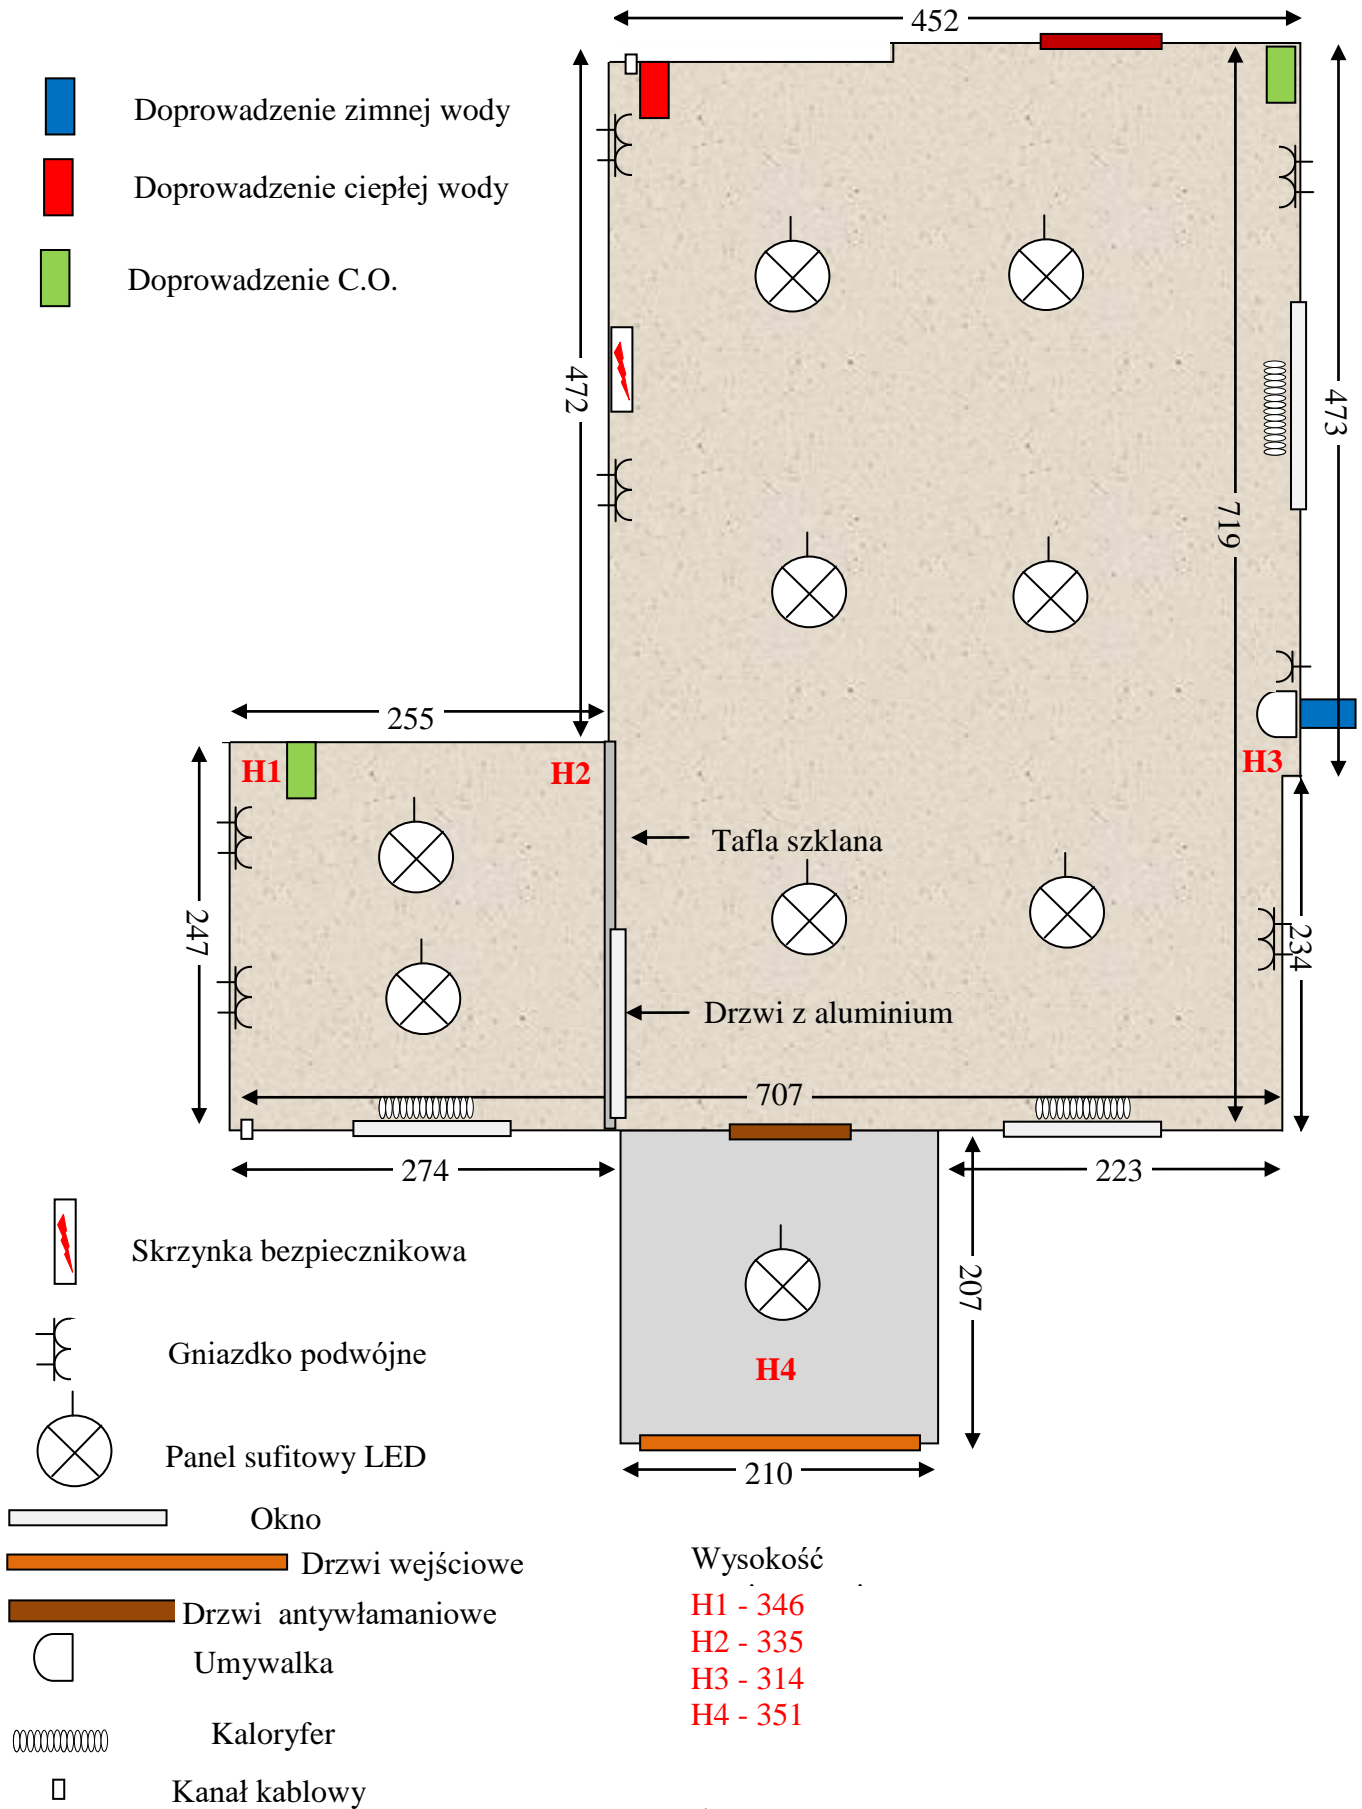 452
Doprowadzenie zimnej wody
Doprowadzenie ciepłej wody
Doprowadzenie C.O.
472
473
719
255
H1
H2
H3
Tafla szklana
247
234
Drzwi z aluminium
707
274
223
Skrzynka bezpiecznikowa
207
Gniazdko podwójne
H4
Panel sufitowy LED
210
Okno
Drzwi wejściowe
Wysokość
Drzwi antywłamaniowe
H1 - 346
H2 - 335
Umywalka
H3 - 314
H4 - 351
Kaloryfer
Kanał kablowy